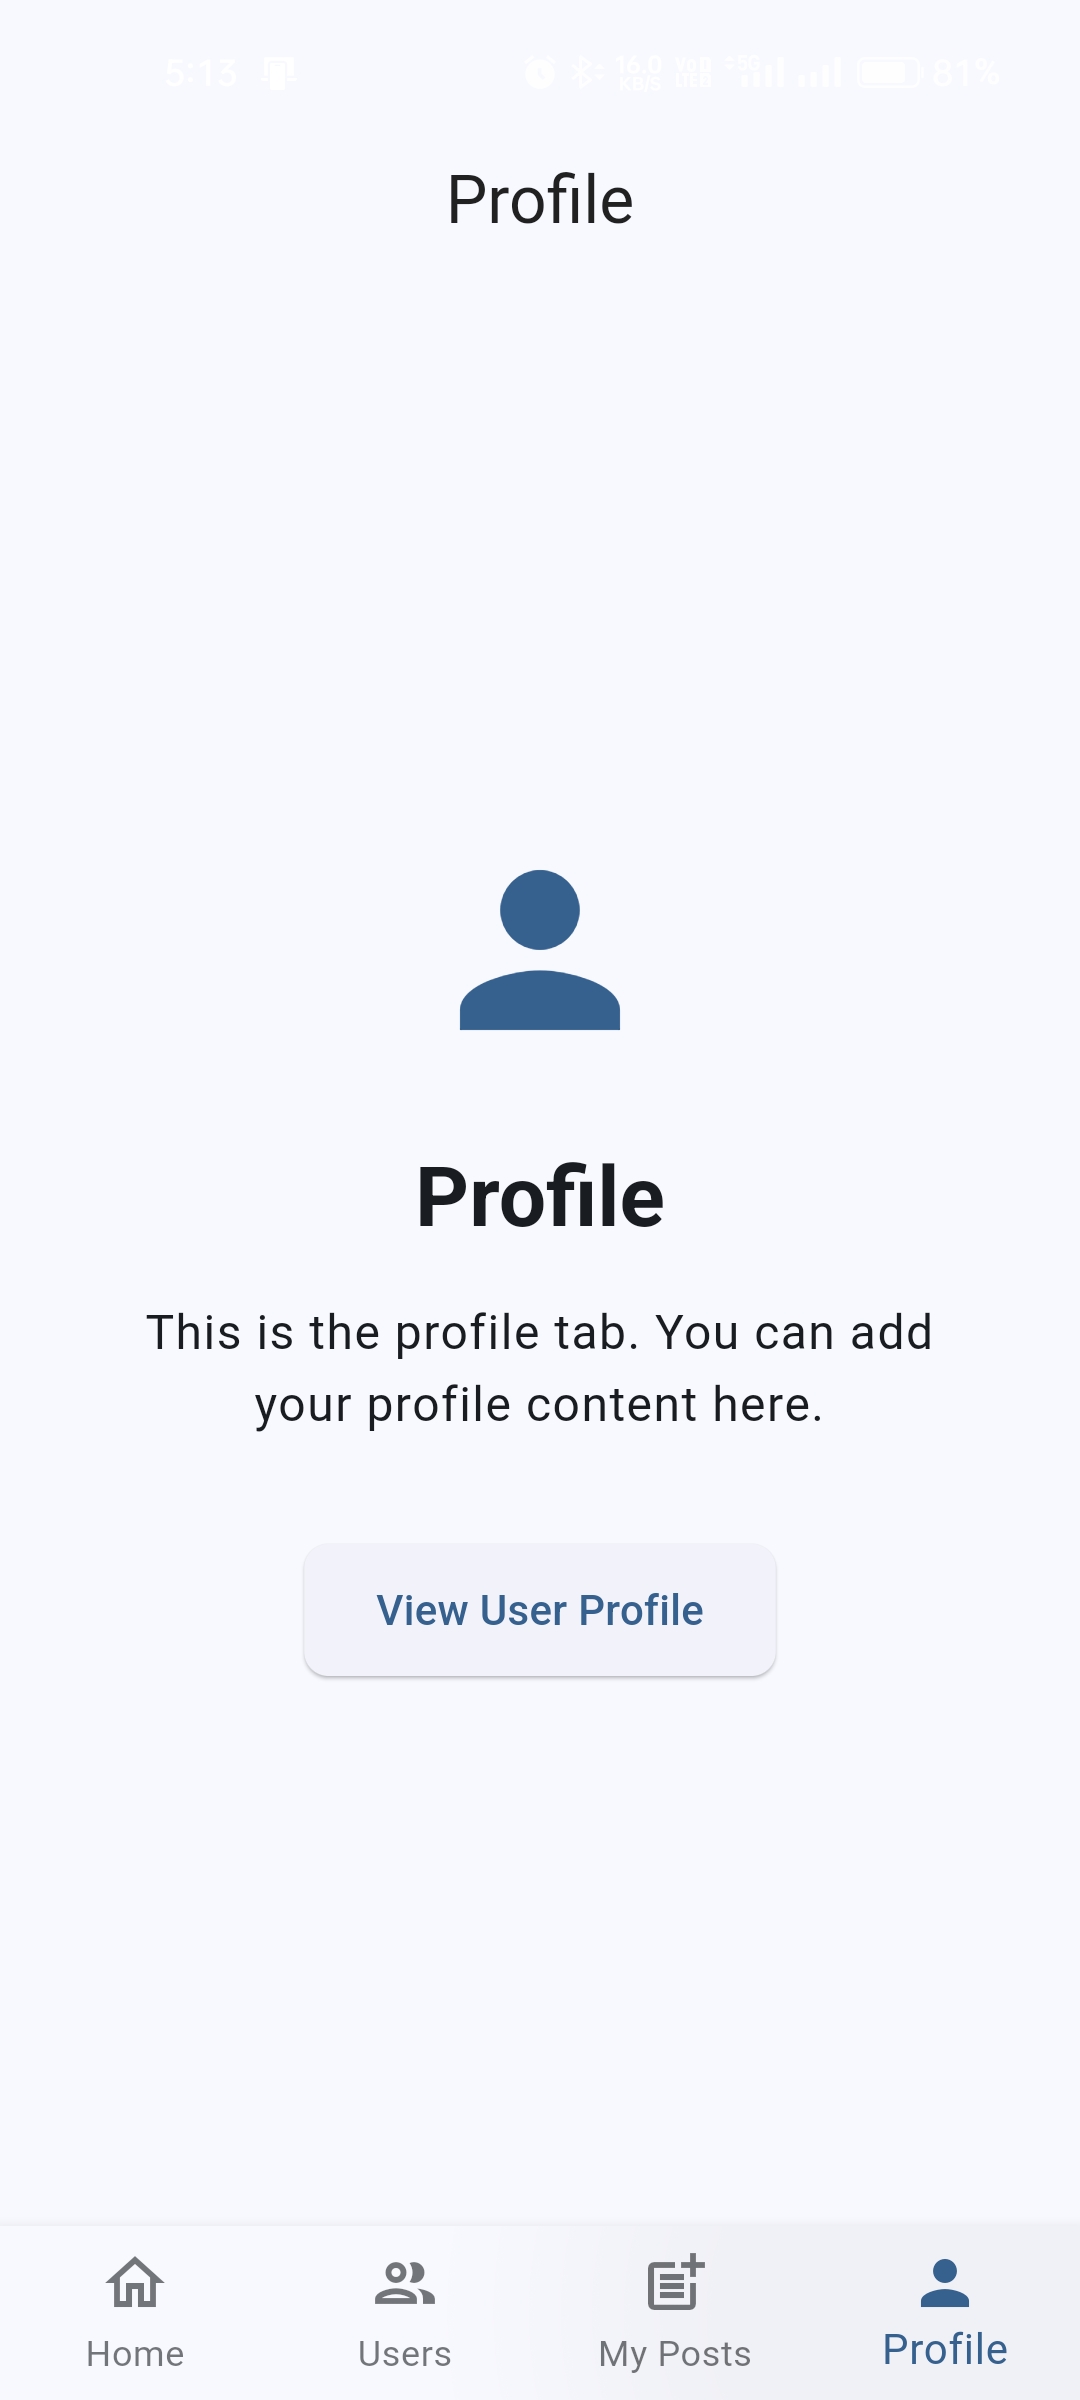 5:13
16.0
KB/S
5G
81%
Profile
Profile
This is the profile tab. You can add
your profile content here.
View User Profile
Home
Users
My Posts
Profile